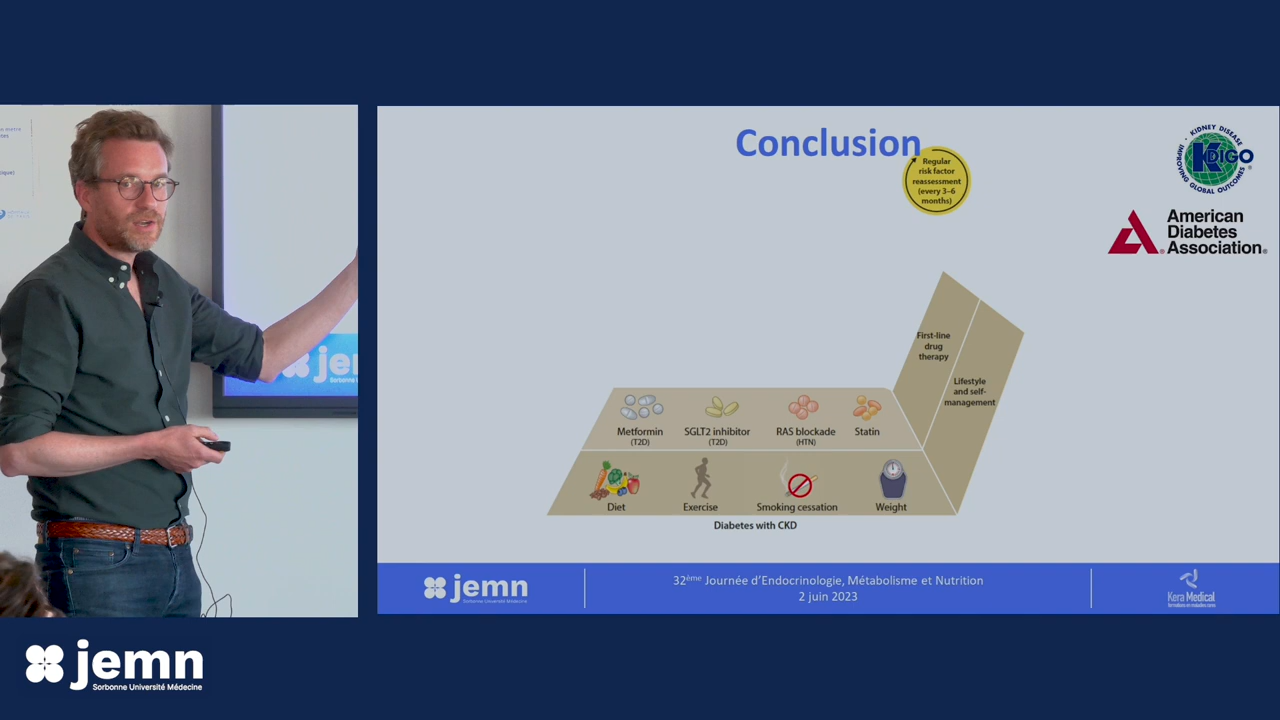 Conclusion
Regular
risk factor
reassessment
(every 3–6
months)
KIDNEY DISEASE
KDIGO
IMPROVING GLOBAL OUTCOMES
American
Diabetes
Association®
First-line
drug
therapy
Lifestyle
and self-
management
Metformin
(T2D)
SGLT2 inhibitor
(T2D)
RAS blockade
(HTN)
Statin
Diet
Exercise
Smoking cessation
Weight
Diabetes with CKD
jemn
Sorbonne Université Médecine
32ème Journée d'Endocrinologie, Métabolisme et Nutrition
2 juin 2023
Kera Medical
jemn
Sorbonne Université Médecine